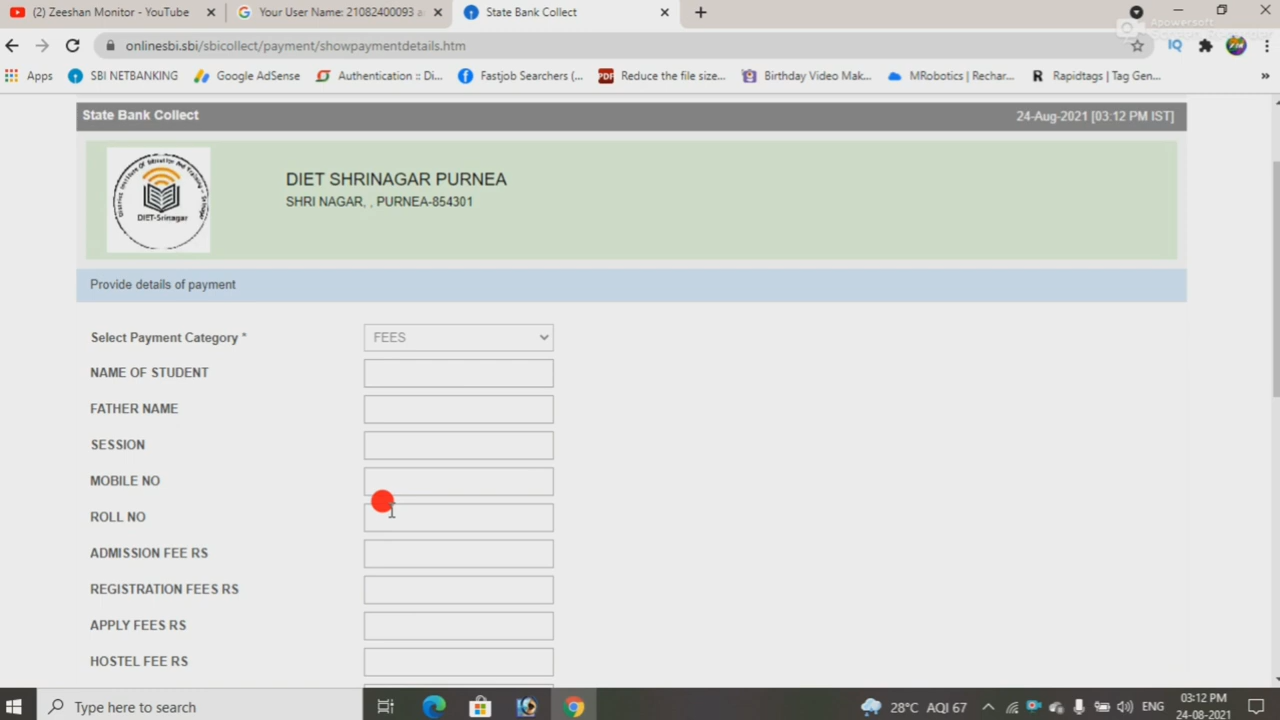 (2) Zeeshan Monitor - YouTube
Your User Name: 21082400093 a
State Bank Collect
onlinesbi.sbi/sbicollect/payment/showpaymentdetails.htm
Apowersoft
Apps
SBI NETBANKING
Google AdSense
Authentication :: Di...
Fastjob Searchers (...
PDF
Reduce the file size...
Birthday Video Mak...
MRobotics | Rechar...
R
Rapidtags | Tag Gen...
»
State Bank Collect
24-Aug-2021 [03:12 PM IST]
DIET-Srinagar
DIET SHRINAGAR PURNEA
SHRI NAGAR, , PURNEA-854301
Provide details of payment
Select Payment Category *
FEES
NAME OF STUDENT
FATHER NAME
SESSION
MOBILE NO
ROLL NO
ADMISSION FEE RS
REGISTRATION FEES RS
APPLY FEES RS
HOSTEL FEE RS
Type here to search
28°C AQI 67
ENG
03:12 PM
24-08-2021